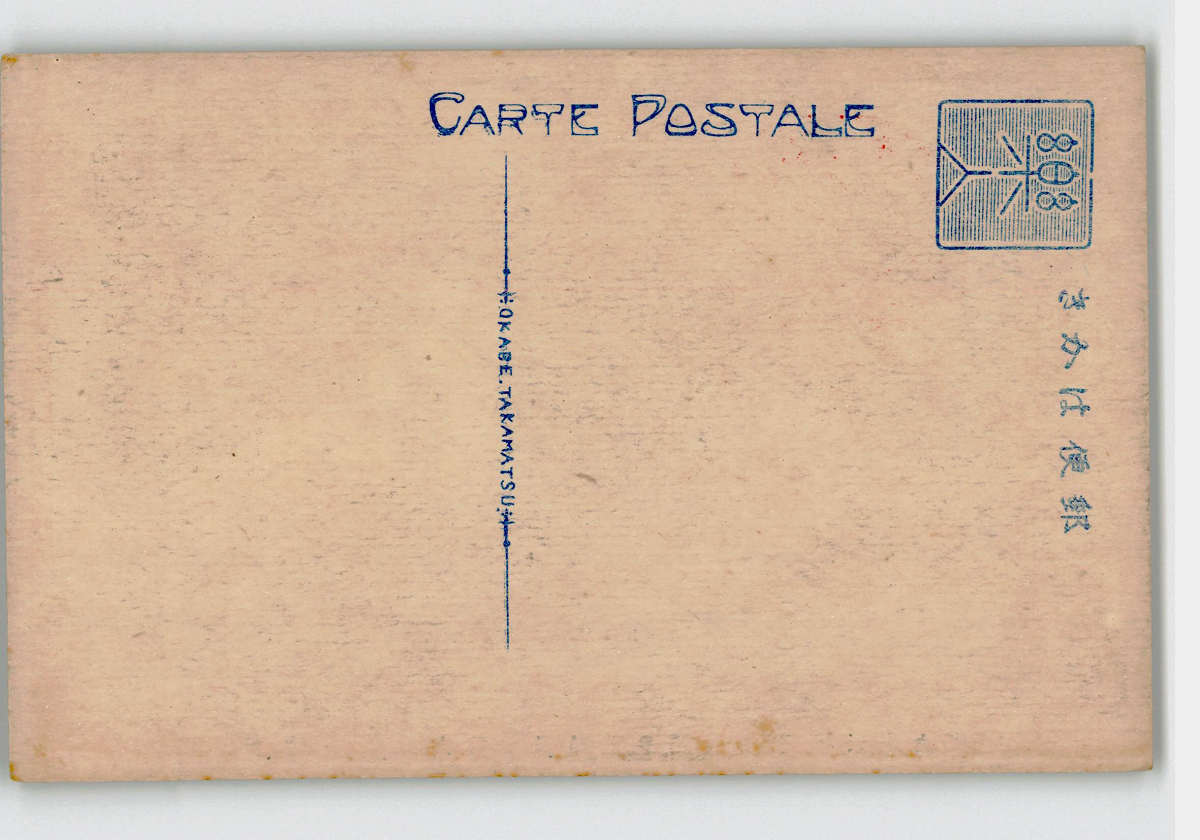 CARTE POSTALE
郵便はかき
OKABE.TAKAMATSU